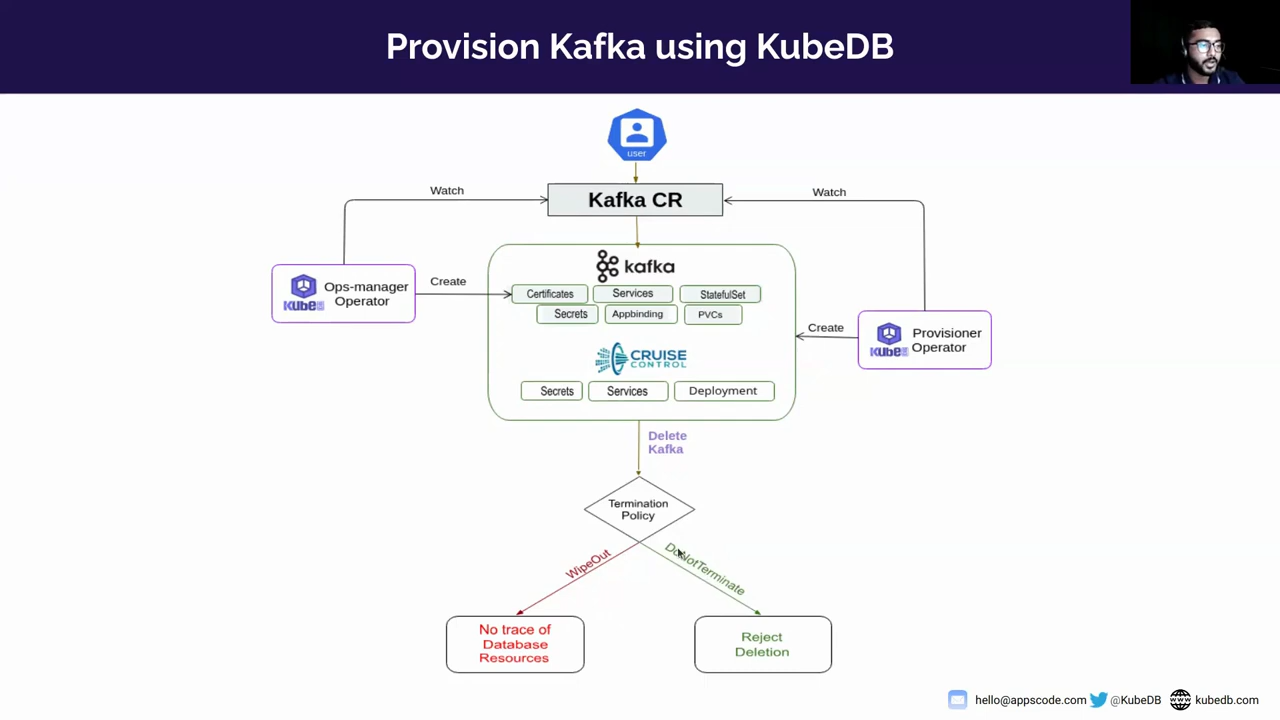 Provision Kafka using KubeDB
user
Watch
Kafka CR
Watch
kafka
Ops-manager
Operator
Create
Certificates
Services
StatefulSet
Secrets
Appbinding
PVCs
Create
Provisioner
Operator
CRUISE
CONTROL
Secrets
Services
Deployment
Delete
Kafka
Termination
Policy
WipeOut
DoNotTerminate
No trace of
Database
Resources
Reject
Deletion
hello@appscode.com
@KubeDB
kubedb.com